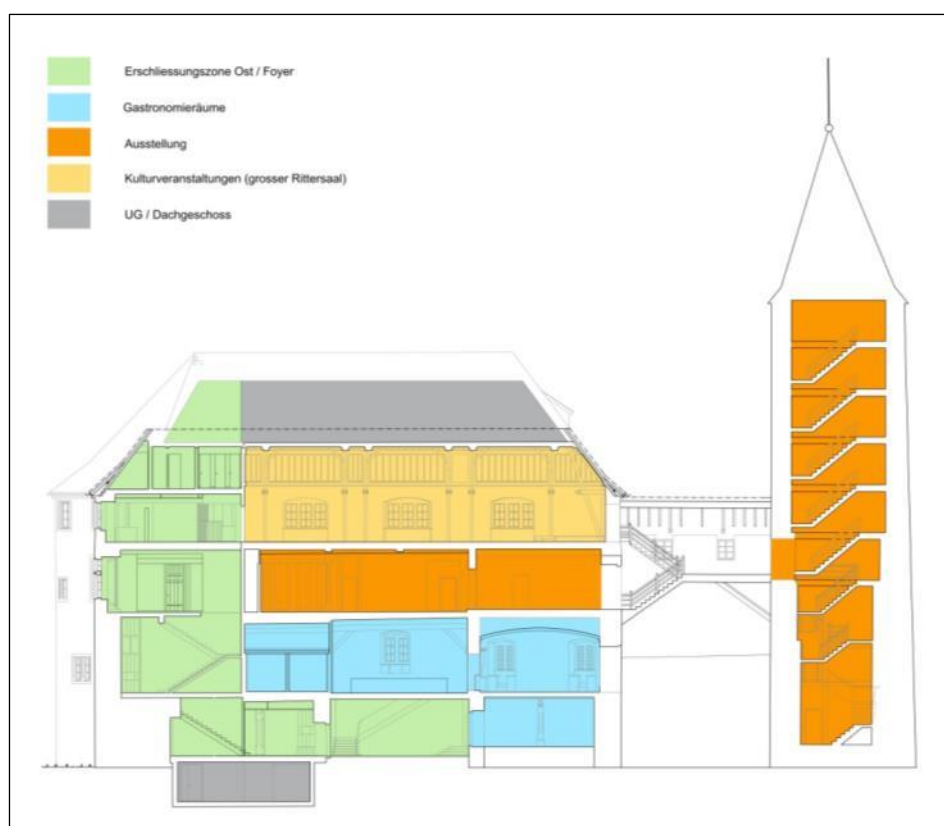 Erschliessungszone Ost / Foyer
Gastronomieräume
Ausstellung
Kulturveranstaltungen (grosser Rittersaal)
UG / Dachgeschoss